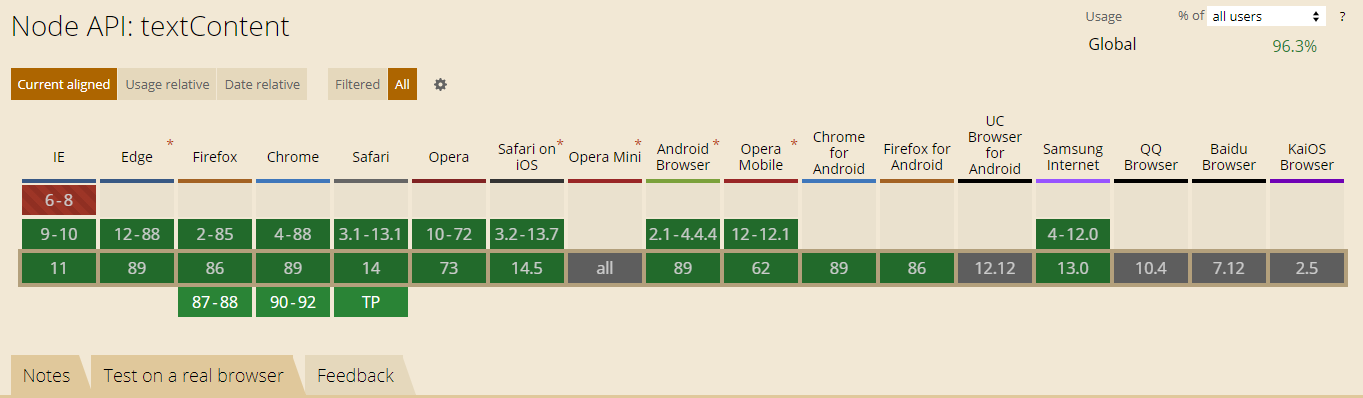 Node API: textContent
Usage % of all users ?
Global 96.3%
Current aligned Usage relative Date relative Filtered All
IE Edge * Firefox Chrome Safari Opera Safari on iOS * Opera Mini * Android Browser * Opera Mobile * Chrome for Android Firefox for Android UC Browser for Android Samsung Internet QQ Browser Baidu Browser KaiOS Browser
6-8
9-10 12-88 2-85 4-88 3.1-13.1 10-72 3.2-13.7 2.1-4.4.4 12-12.1 4-12.0
11 89 86 89 14 73 14.5 all 89 62 89 86 12.12 13.0 10.4 7.12 2.5
87-88 90-92 TP
Notes Test on a real browser Feedback